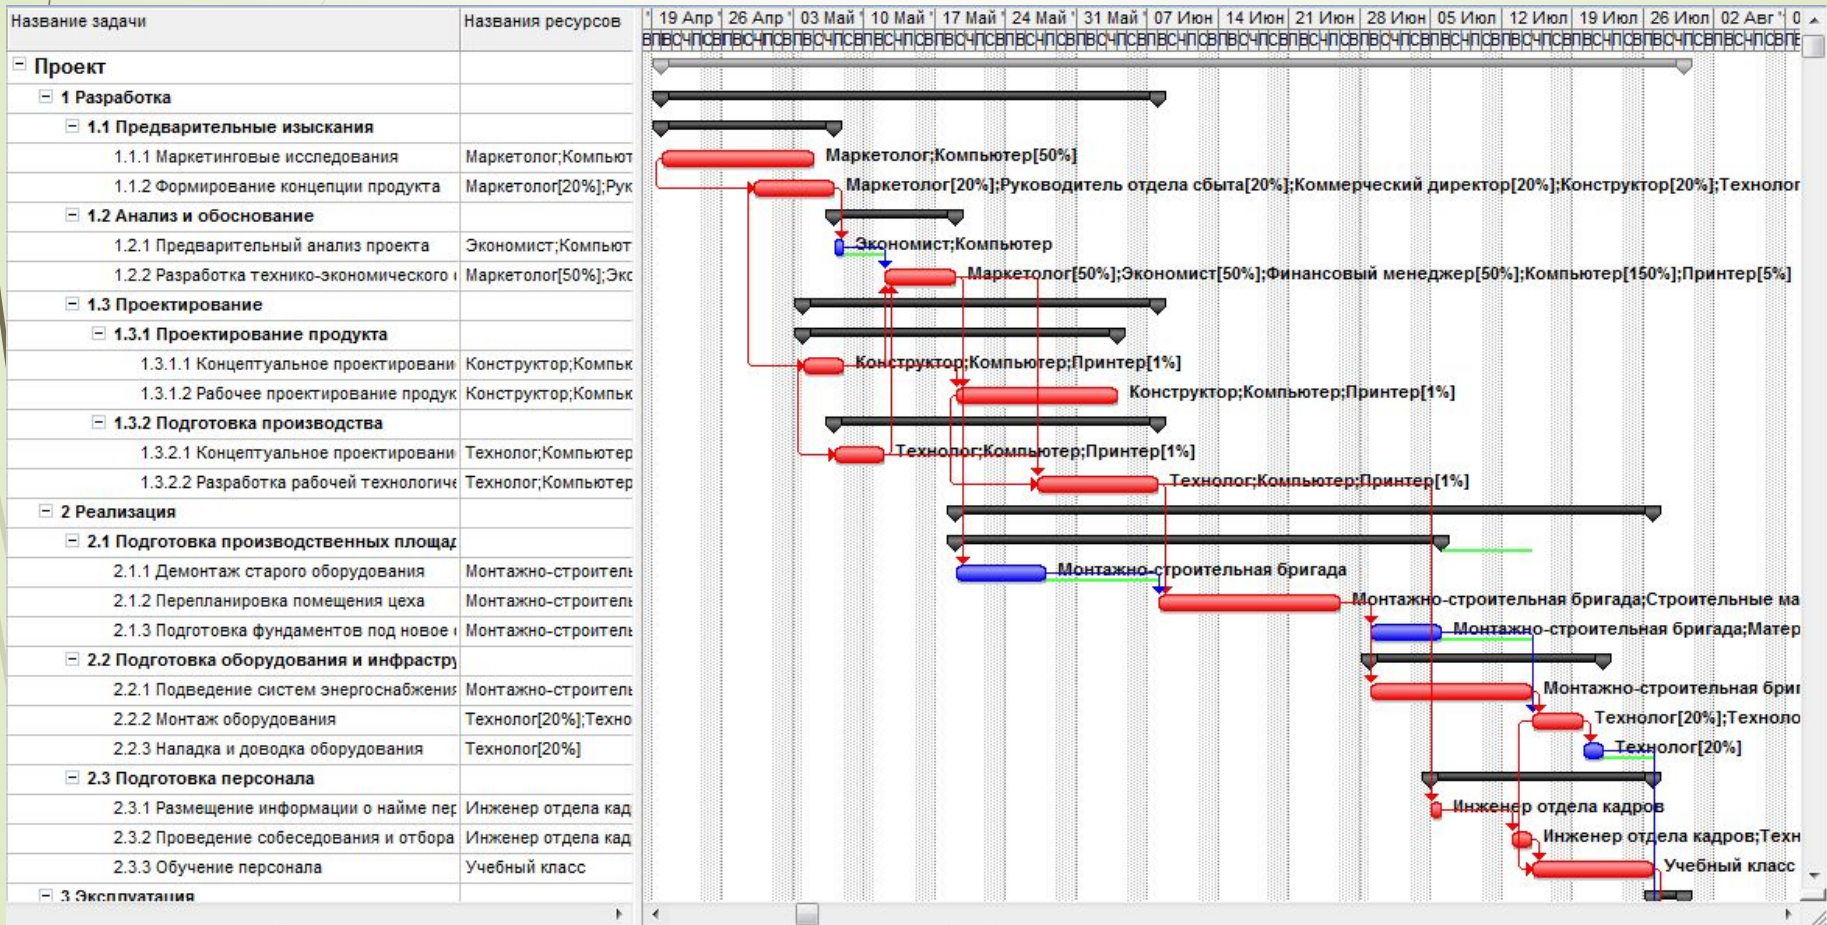 Название задачи Названия ресурсов 19 Апр ' 26 Апр ' 03 Май ' 10 Май ' 17 Май ' 24 Май ' 31 Май ' 07 Июн 14 Июн 21 Июн 28 Июн 05 Июл 12 Июл 19 Июл 26 Июл 02 Авг '
Проект
1 Разработка
1.1 Предварительные изыскания
1.1.1 Маркетинговые исследования Маркетолог;Компьют Маркетолог;Компьютер[50%]
1.1.2 Формирование концепции продукта Маркетолог[20%];Рук Маркетолог[20%];Руководитель отдела сбыта[20%];Коммерческий директор[20%];Конструктор[20%];Технолог
1.2 Анализ и обоснование
1.2.1 Предварительный анализ проекта Экономист;Компьют Экономист;Компьютер
1.2.2 Разработка технико-экономического Маркетолог[50%];Экс Маркетолог[50%];Экономист[50%];Финансовый менеджер[50%];Компьютер[150%];Принтер[5%]
1.3 Проектирование
1.3.1 Проектирование продукта
1.3.1.1 Концептуальное проектировани Конструктор;Компьк Конструктор;Компьютер;Принтер[1%]
1.3.1.2 Рабочее проектирование продук Конструктор;Компьк Конструктор;Компьютер;Принтер[1%]
1.3.2 Подготовка производства
1.3.2.1 Концептуальное проектировани Технолог;Компьютер Технолог;Компьютер;Принтер[1%]
1.3.2.2 Разработка рабочей технологиче Технолог;Компьютер Технолог;Компьютер;Принтер[1%]
2 Реализация
2.1 Подготовка производственных площад
2.1.1 Демонтаж старого оборудования Монтажно-строитель Монтажно-строительная бригада
2.1.2 Перепланировка помещения цеха Монтажно-строитель Монтажно-строительная бригада;Строительные ма
2.1.3 Подготовка фундаментов под новое Монтажно-строитель Монтажно-строительная бригада;Матер
2.2 Подготовка оборудования и инфрастру
2.2.1 Подведение систем энергоснабжения Монтажно-строитель Монтажно-строительная бриг
2.2.2 Монтаж оборудования Технолог[20%];Техно Технолог[20%];Техноло
2.2.3 Наладка и доводка оборудования Технолог[20%] Технолог[20%]
2.3 Подготовка персонала
2.3.1 Размещение информации о найме пер Инженер отдела кад Инженер отдела кадров
2.3.2 Проведение собеседования и отбора Инженер отдела кад Инженер отдела кадров;Техн
2.3.3 Обучение персонала Учебный класс Учебный класс
3 Эксплуатация